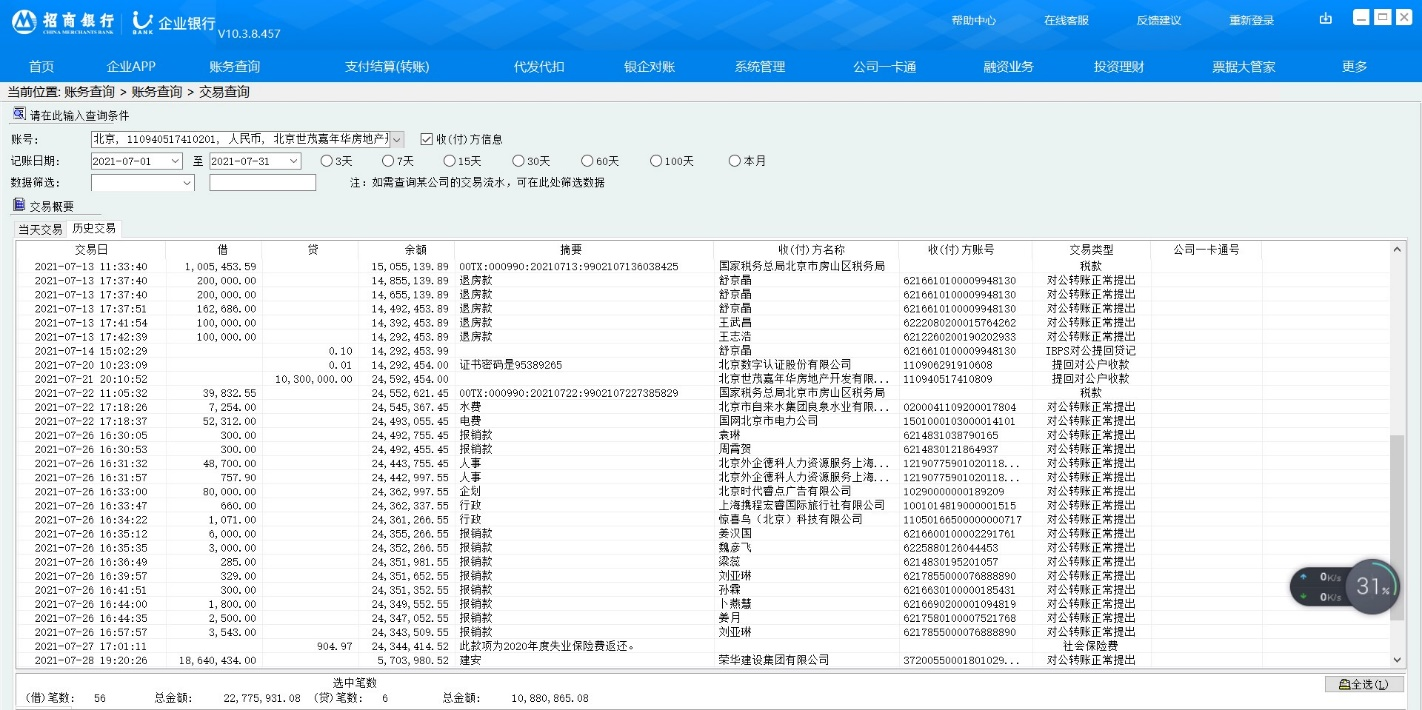 招商银行 企业银行 V10.3.8.457 帮助中心 在线客服 反馈建议 重新登录
CHINA MERCHANTS BANK U BANK
首页 企业APP 账务查询 支付结算(转账) 代发代扣 银企对账 系统管理 公司一卡通 融资业务 投资理财 票据大管家 更多
当前位置: 账务查询 > 账务查询 > 交易查询
请在此输入查询条件
账号: 北京, 110940517410201, 人民币, 北京世茂嘉年华房地产开 收(付)方信息
记账日期: 2021-07-01 至 2021-07-31 3天 7天 15天 30天 60天 100天 本月
数据筛选: 注: 如需查询某公司的交易流水, 可在此处筛选数据
交易概要
当天交易 历史交易
交易日 借 贷 余额 摘要 收(付)方名称 收(付)方账号 交易类型 公司一卡通号
2021-07-13 11:33:40 1,005,453.59 15,055,139.89 00TX:000990:20210713:9902107136038425 国家税务总局北京市房山区税务局 税款
2021-07-13 17:37:40 200,000.00 14,855,139.89 退房款 舒京晶 6216610100009948130 对公转账正常提出
2021-07-13 17:37:40 200,000.00 14,655,139.89 退房款 舒京晶 6216610100009948130 对公转账正常提出
2021-07-13 17:37:51 162,686.00 14,492,453.89 退房款 舒京晶 6216610100009948130 对公转账正常提出
2021-07-13 17:41:54 100,000.00 14,392,453.89 退房款 王武昌 6222080200015764262 对公转账正常提出
2021-07-13 17:42:39 100,000.00 14,292,453.89 退房款 王志浩 6212260200190202933 对公转账正常提出
2021-07-14 15:02:29 0.10 14,292,453.99 舒京晶 6216610100009948130 IBPS对公提回贷记
2021-07-20 10:23:09 0.01 14,292,454.00 证书密码是95389265 北京数字认证股份有限公司 110906291910608 提回对公户收款
2021-07-21 20:10:52 10,300,000.00 24,592,454.00 北京世茂嘉年华房地产开发有限... 110940517410809 提回对公户收款
2021-07-22 11:05:32 39,832.55 24,552,621.45 00TX:000990:20210722:9902107227385829 国家税务总局北京市房山区税务局 税款
2021-07-22 17:18:26 7,254.00 24,545,367.45 水费 北京市自来水集团良泉水业有限... 0200041109200017804 对公转账正常提出
2021-07-22 17:18:37 52,312.00 24,493,055.45 电费 国网北京市电力公司 1501000103000014101 对公转账正常提出
2021-07-26 16:30:05 300.00 24,492,755.45 报销款 袁琳 6214831038790165 对公转账正常提出
2021-07-26 16:30:53 300.00 24,492,455.45 报销款 周霄贺 6214830121864937 对公转账正常提出
2021-07-26 16:31:32 48,700.00 24,443,755.45 人事 北京外企德科人力资源服务上海... 12190775901020118... 对公转账正常提出
2021-07-26 16:31:57 757.90 24,442,997.55 人事 北京外企德科人力资源服务上海... 12190775901020118... 对公转账正常提出
2021-07-26 16:33:00 80,000.00 24,362,997.55 企划 北京时代睿点广告有限公司 10290000000189209 对公转账正常提出
2021-07-26 16:33:47 660.00 24,362,337.55 行政 上海携程宏睿国际旅行社有限公司 1001014819000001515 对公转账正常提出
2021-07-26 16:34:22 1,071.00 24,361,266.55 行政 惊喜鸟（北京）科技有限公司 11050166500000000717 对公转账正常提出
2021-07-26 16:35:12 6,000.00 24,355,266.55 报销款 姜汉国 6216600100002291761 对公转账正常提出
2021-07-26 16:35:35 3,000.00 24,352,266.55 报销款 魏彦飞 6225880126044453 对公转账正常提出
2021-07-26 16:36:49 285.00 24,351,981.55 报销款 梁蕊 6214830195201057 对公转账正常提出
2021-07-26 16:39:57 329.00 24,351,652.55 报销款 刘亚琳 6217855000076888890 对公转账正常提出
2021-07-26 16:41:51 300.00 24,351,352.55 报销款 孙霖 6216630100000185431 对公转账正常提出
2021-07-26 16:44:00 1,800.00 24,349,552.55 报销款 卜燕慧 6216690200001094819 对公转账正常提出
2021-07-26 16:44:35 2,500.00 24,347,052.55 报销款 姜月 6217580100007521768 对公转账正常提出
2021-07-26 16:57:57 3,543.00 24,343,509.55 报销款 刘亚琳 6217855000076888890 对公转账正常提出
2021-07-27 17:01:11 904.97 24,344,414.52 此款项为2020年度失业保险费返还。 社会保险费
2021-07-28 19:20:26 18,640,434.00 5,703,980.52 建安 荣华建设集团有限公司 37200550001801029... 对公转账正常提出
0K/s 0K/s 31%
选中笔数 全选(L)
(借)笔数: 56 总金额: 22,775,931.08 (贷)笔数: 6 总金额: 10,880,865.08